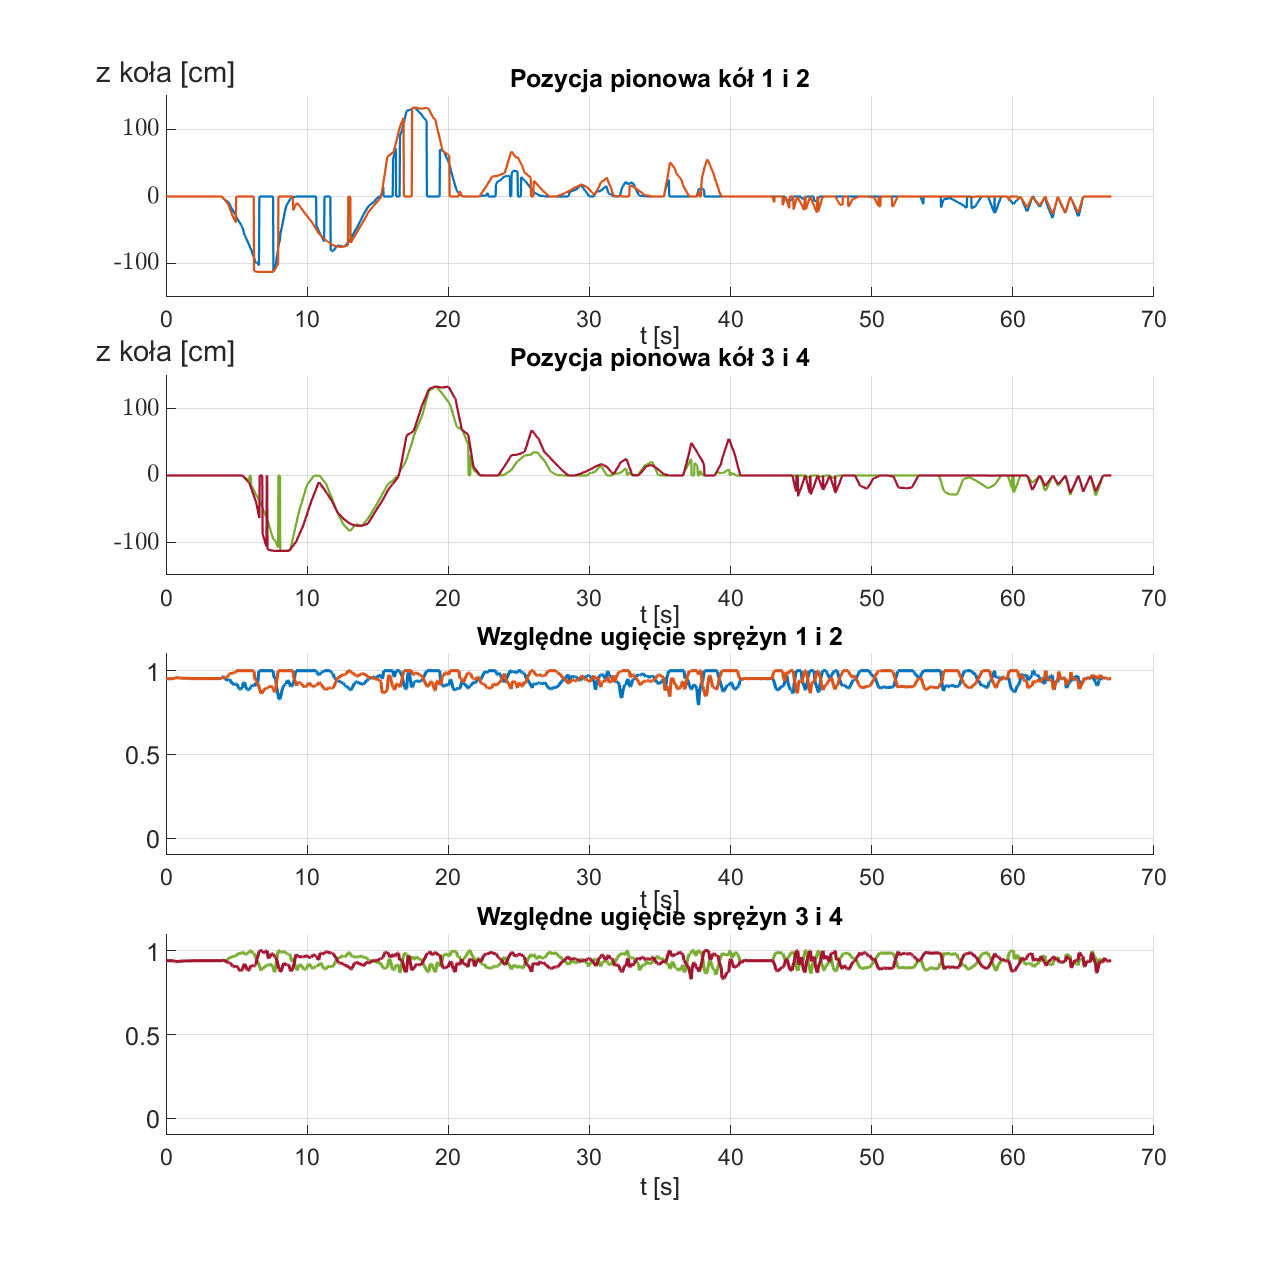 z koła [cm]
Pozycja pionowa kół 1 i 2
100
0
-100
0 10 20 30 40 50 60 70
t [s]
z koła [cm]
Pozycja pionowa kół 3 i 4
100
0
-100
0 10 20 30 40 50 60 70
t [s]
Względne ugięcie sprężyn 1 i 2
1
0.5
0
0 10 20 30 40 50 60 70
t [s]
Względne ugięcie sprężyn 3 i 4
1
0.5
0
0 10 20 30 40 50 60 70
t [s]